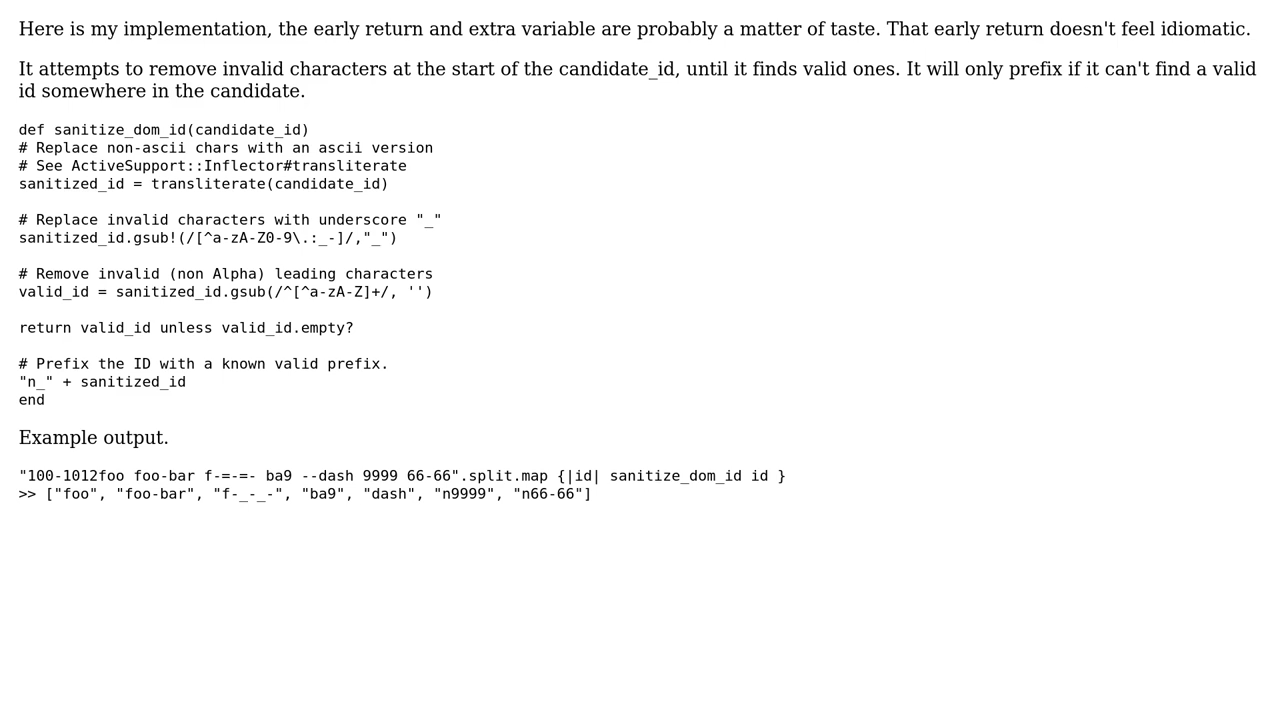 Here is my implementation, the early return and extra variable are probably a matter of taste. That early return doesn't feel idiomatic.
It attempts to remove invalid characters at the start of the candidate_id, until it finds valid ones. It will only prefix if it can't find a valid
id somewhere in the candidate.
def sanitize_dom_id(candidate_id)
# Replace non-ascii chars with an ascii version
# See ActiveSupport::Inflector#transliterate
sanitized_id = transliterate(candidate_id)
# Replace invalid characters with underscore "_"
sanitized_id.gsub!(/[^a-zA-Z0-9\.:_-]/,"_")
# Remove invalid (non Alpha) leading characters
valid_id = sanitized_id.gsub(/^[^a-zA-Z]+/, '')
return valid_id unless valid_id.empty?
# Prefix the ID with a known valid prefix.
"n_" + sanitized_id
end
Example output.
"100-1012foo foo-bar f-=-=- ba9 --dash 9999 66-66".split.map {|id| sanitize_dom_id id }
>> ["foo", "foo-bar", "f-_-_-", "ba9", "dash", "n9999", "n66-66"]